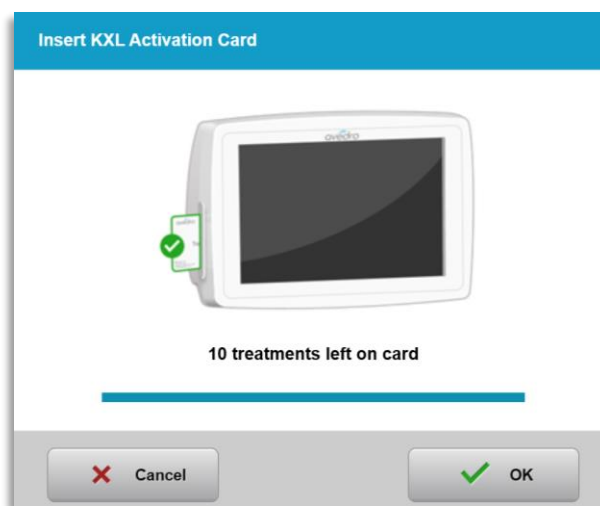 Insert KXL Activation Card
avedro
10 treatments left on card
Cancel
OK